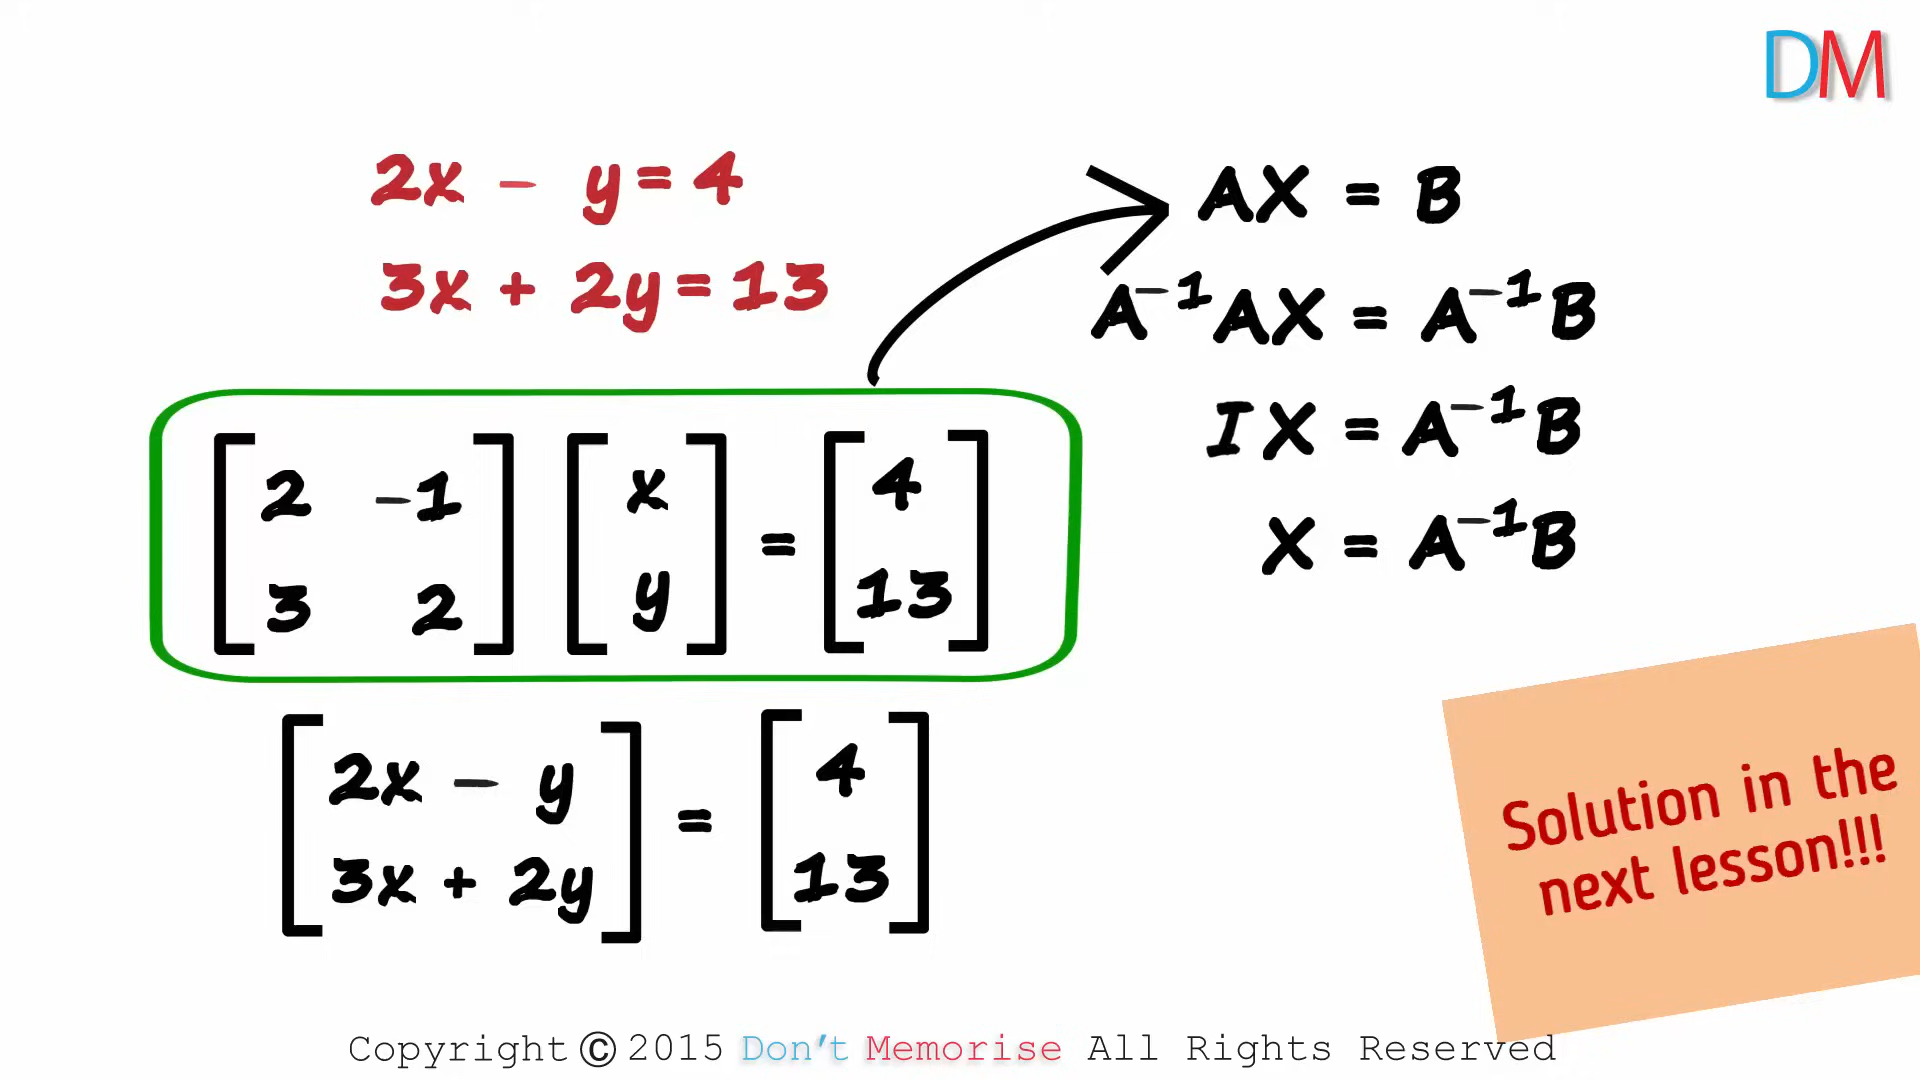 DM
2x − y = 4
3x + 2y = 13
[2 −1] [x] = [4]
[3 2] [y] [13]
[2x − y] = [4]
[3x + 2y] [13]
AX = B
A⁻¹AX = A⁻¹B
IX = A⁻¹B
X = A⁻¹B
Solution in the
next lesson!!!
Copyright © 2015 Don't Memorise All Rights Reserved